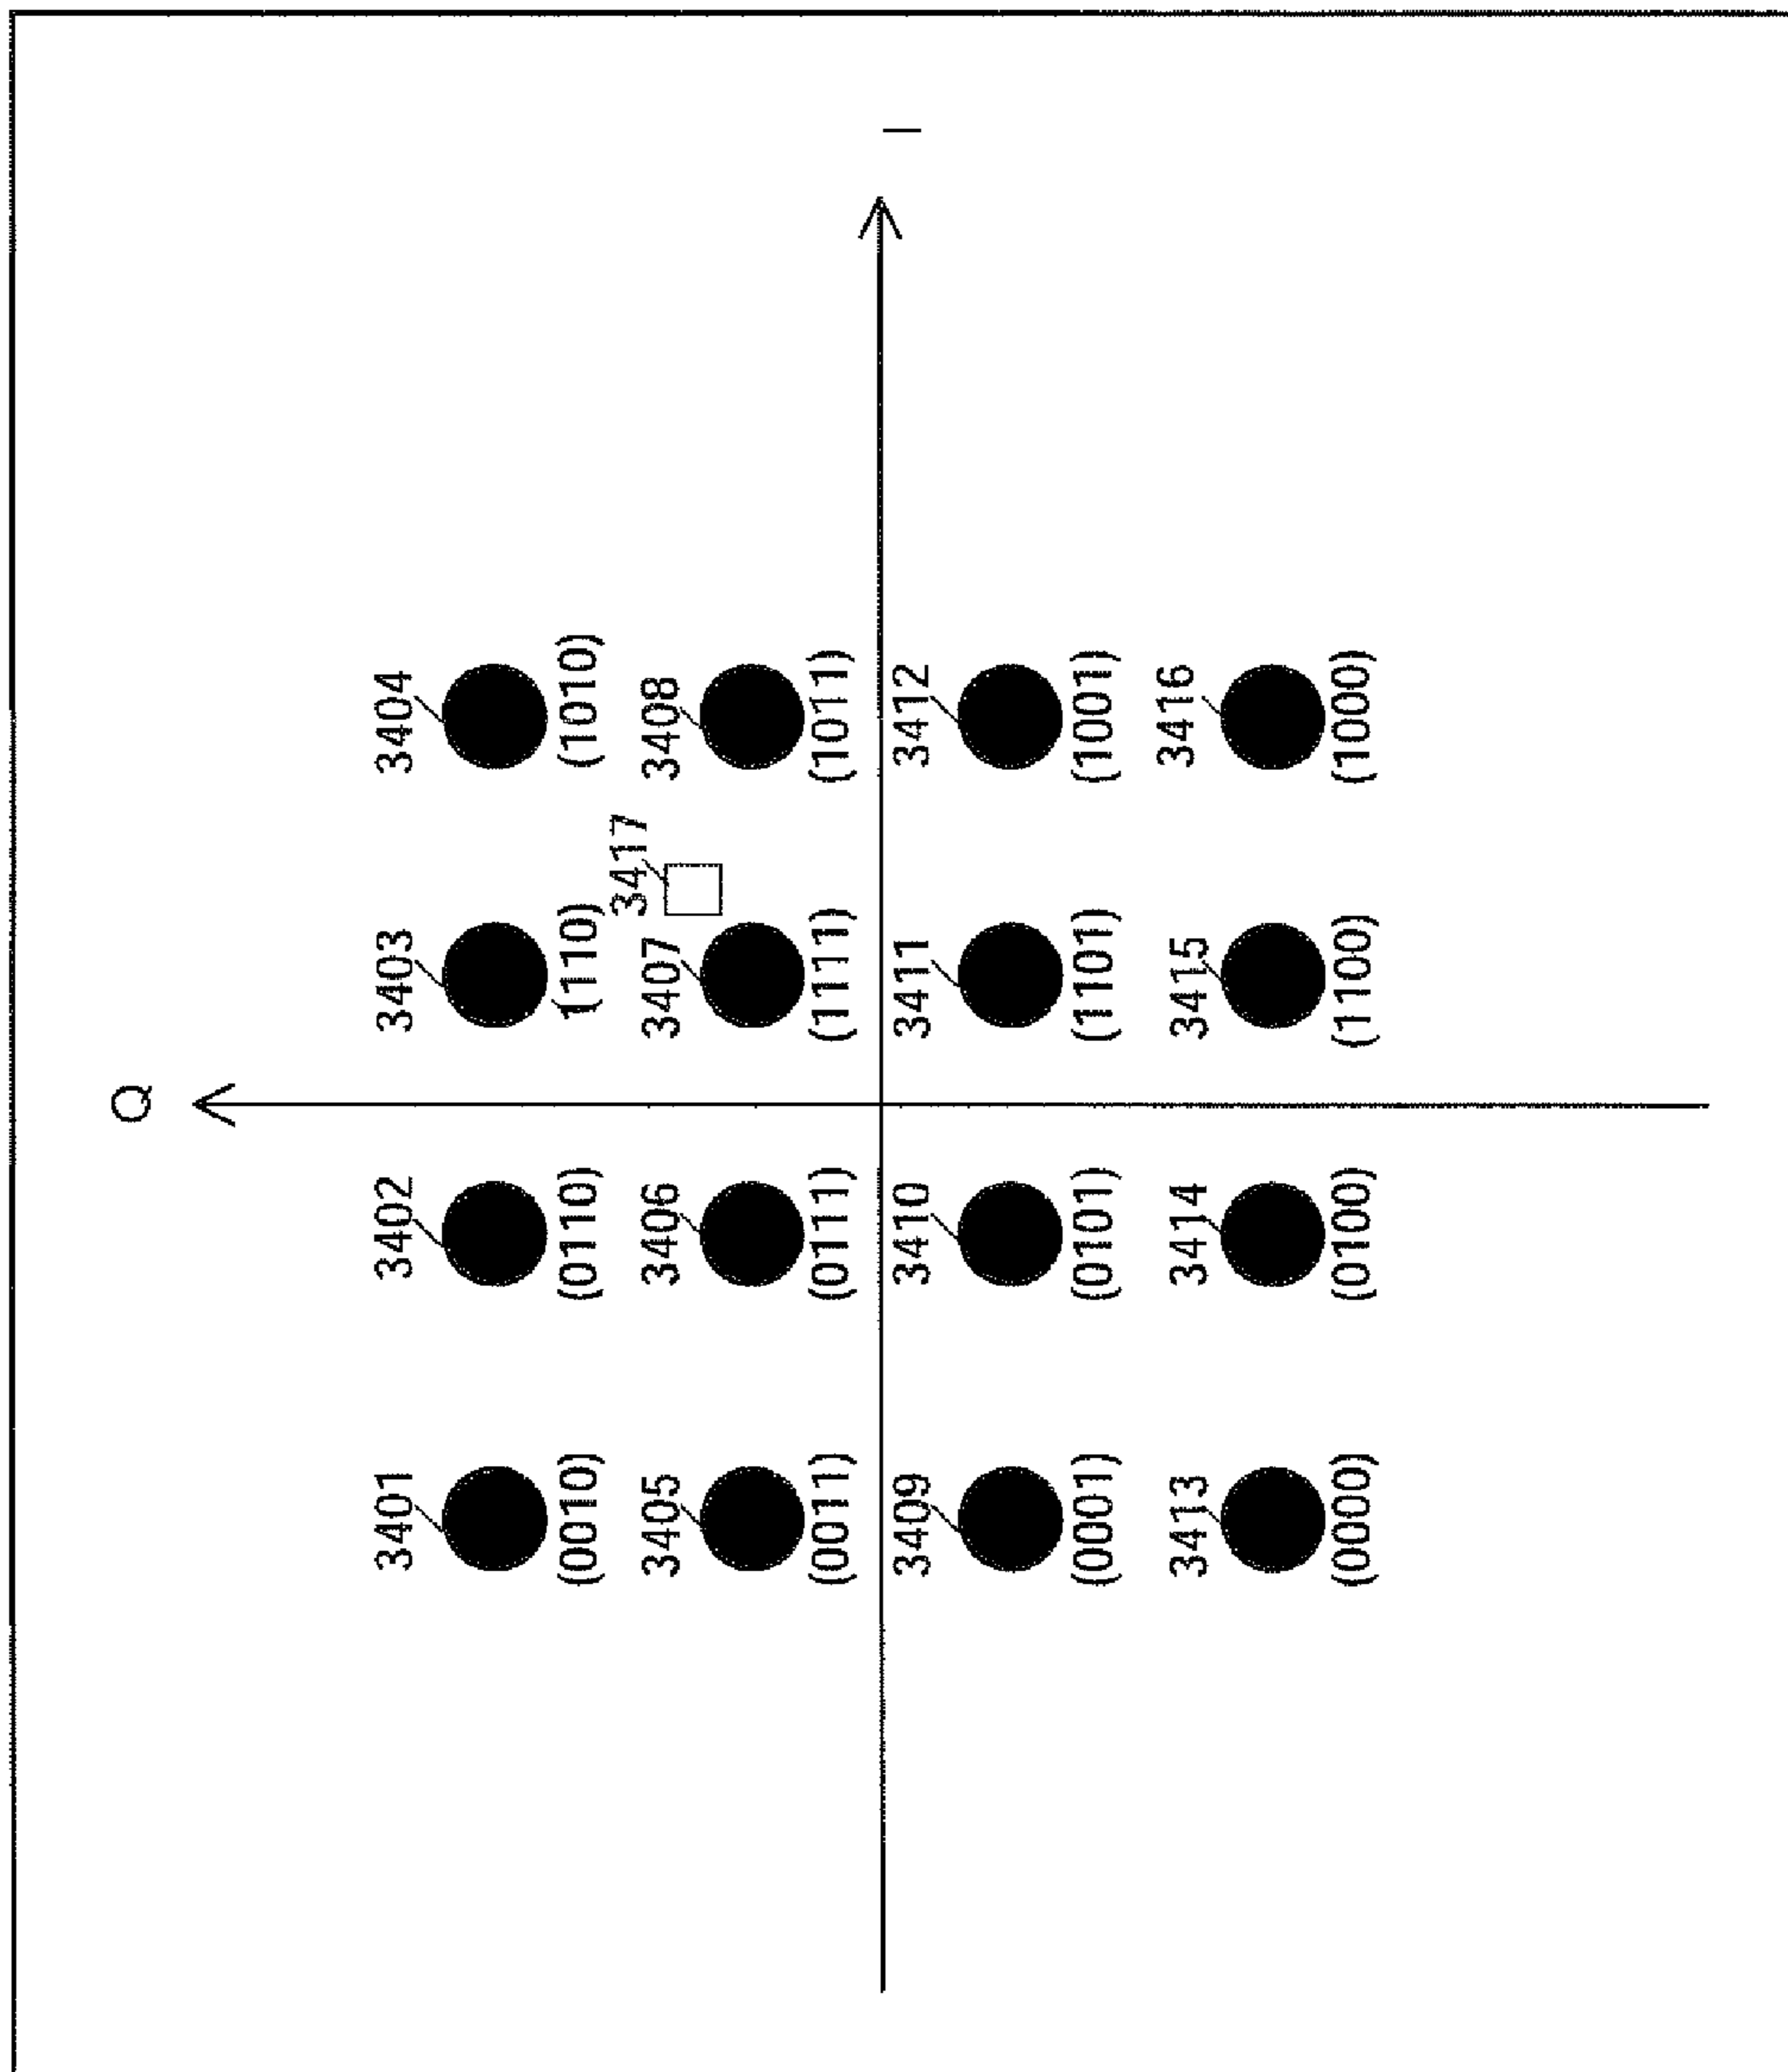 Q
3401 3402 3403 3404
(0010) (0110) (1110) (1010)
3417
3405 3406 3407 3408
(0011) (0111) (1111) (1011)
I
3409 3410 3411 3412
(0001) (0101) (1101) (1001)
3413 3414 3415 3416
(0000) (0100) (1100) (1000)